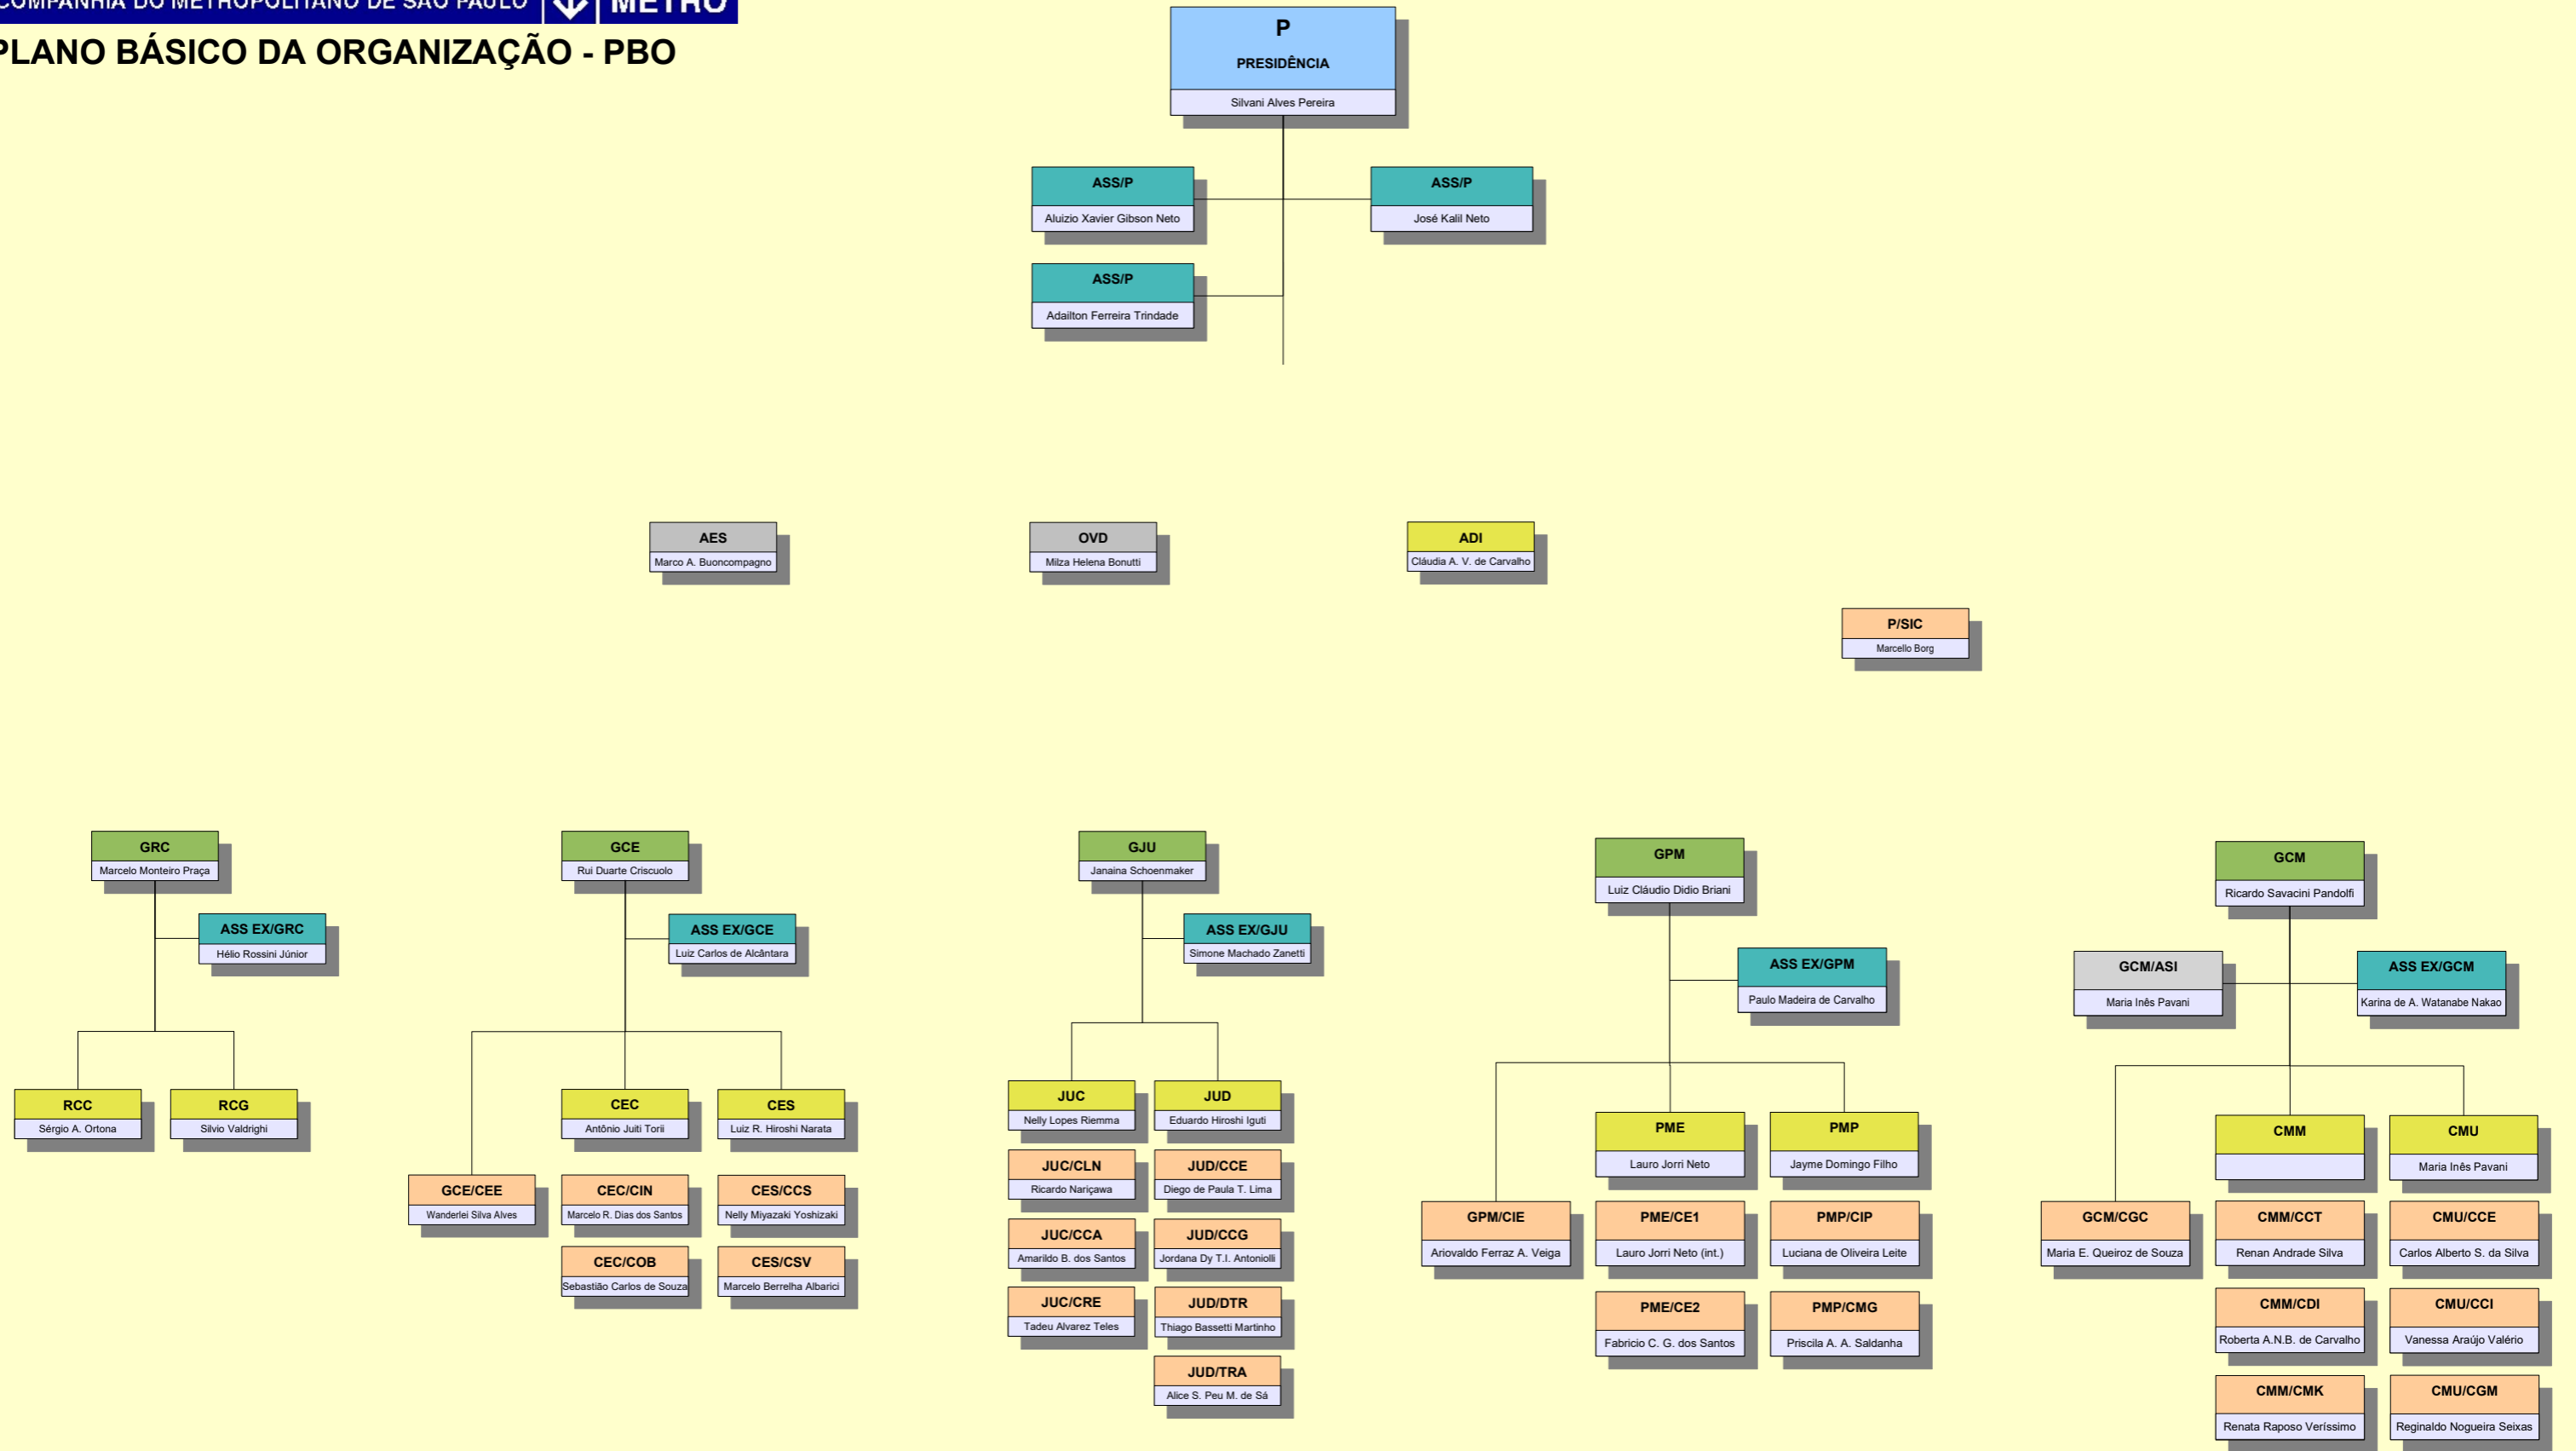 COMPANHIA DO METROPOLITANO DE SÃO PAULO METRÔ
PLANO BÁSICO DA ORGANIZAÇÃO - PBO
P
PRESIDÊNCIA
Silvani Alves Pereira
ASS/P
Aluizio Xavier Gibson Neto
ASS/P
José Kalil Neto
ASS/P
Adailton Ferreira Trindade
AES
Marco A. Buoncompagno
OVD
Milza Helena Bonutti
ADI
Cláudia A. V. de Carvalho
P/SIC
Marcello Borg
GRC
Marcelo Monteiro Praça
ASS EX/GRC
Hélio Rossini Júnior
RCC
Sérgio A. Ortona
RCG
Silvio Valdrighi
GCE
Rui Duarte Criscuolo
ASS EX/GCE
Luiz Carlos de Alcântara
CEC
Antônio Juiti Torii
CES
Luiz R. Hiroshi Narata
GCE/CEE
Wanderlei Silva Alves
CEC/CIN
Marcelo R. Dias dos Santos
CES/CCS
Nelly Miyazaki Yoshizaki
CEC/COB
Sebastião Carlos de Souza
CES/CSV
Marcelo Berrelha Albarici
GJU
Janaina Schoenmaker
ASS EX/GJU
Simone Machado Zanetti
JUC
Nelly Lopes Riemma
JUD
Eduardo Hiroshi Iguti
JUC/CLN
Ricardo Nariçawa
JUD/CCE
Diego de Paula T. Lima
JUC/CCA
Amarildo B. dos Santos
JUD/CCG
Jordana Dy T.I. Antoniolli
JUC/CRE
Tadeu Alvarez Teles
JUD/DTR
Thiago Bassetti Martinho
JUD/TRA
Alice S. Peu M. de Sá
GPM
Luiz Cláudio Didio Briani
ASS EX/GPM
Paulo Madeira de Carvalho
PME
Lauro Jorri Neto
PMP
Jayme Domingo Filho
GPM/CIE
Ariovaldo Ferraz A. Veiga
PME/CE1
Lauro Jorri Neto (int.)
PMP/CIP
Luciana de Oliveira Leite
PME/CE2
Fabricio C. G. dos Santos
PMP/CMG
Priscila A. A. Saldanha
GCM
Ricardo Savacini Pandolfi
GCM/ASI
Maria Inês Pavani
ASS EX/GCM
Karina de A. Watanabe Nakao
CMM
CMU
Maria Inês Pavani
GCM/CGC
Maria E. Queiroz de Souza
CMM/CCT
Renan Andrade Silva
CMU/CCE
Carlos Alberto S. da Silva
CMM/CDI
Roberta A.N.B. de Carvalho
CMU/CCI
Vanessa Araújo Valério
CMM/CMK
Renata Raposo Veríssimo
CMU/CGM
Reginaldo Nogueira Seixas